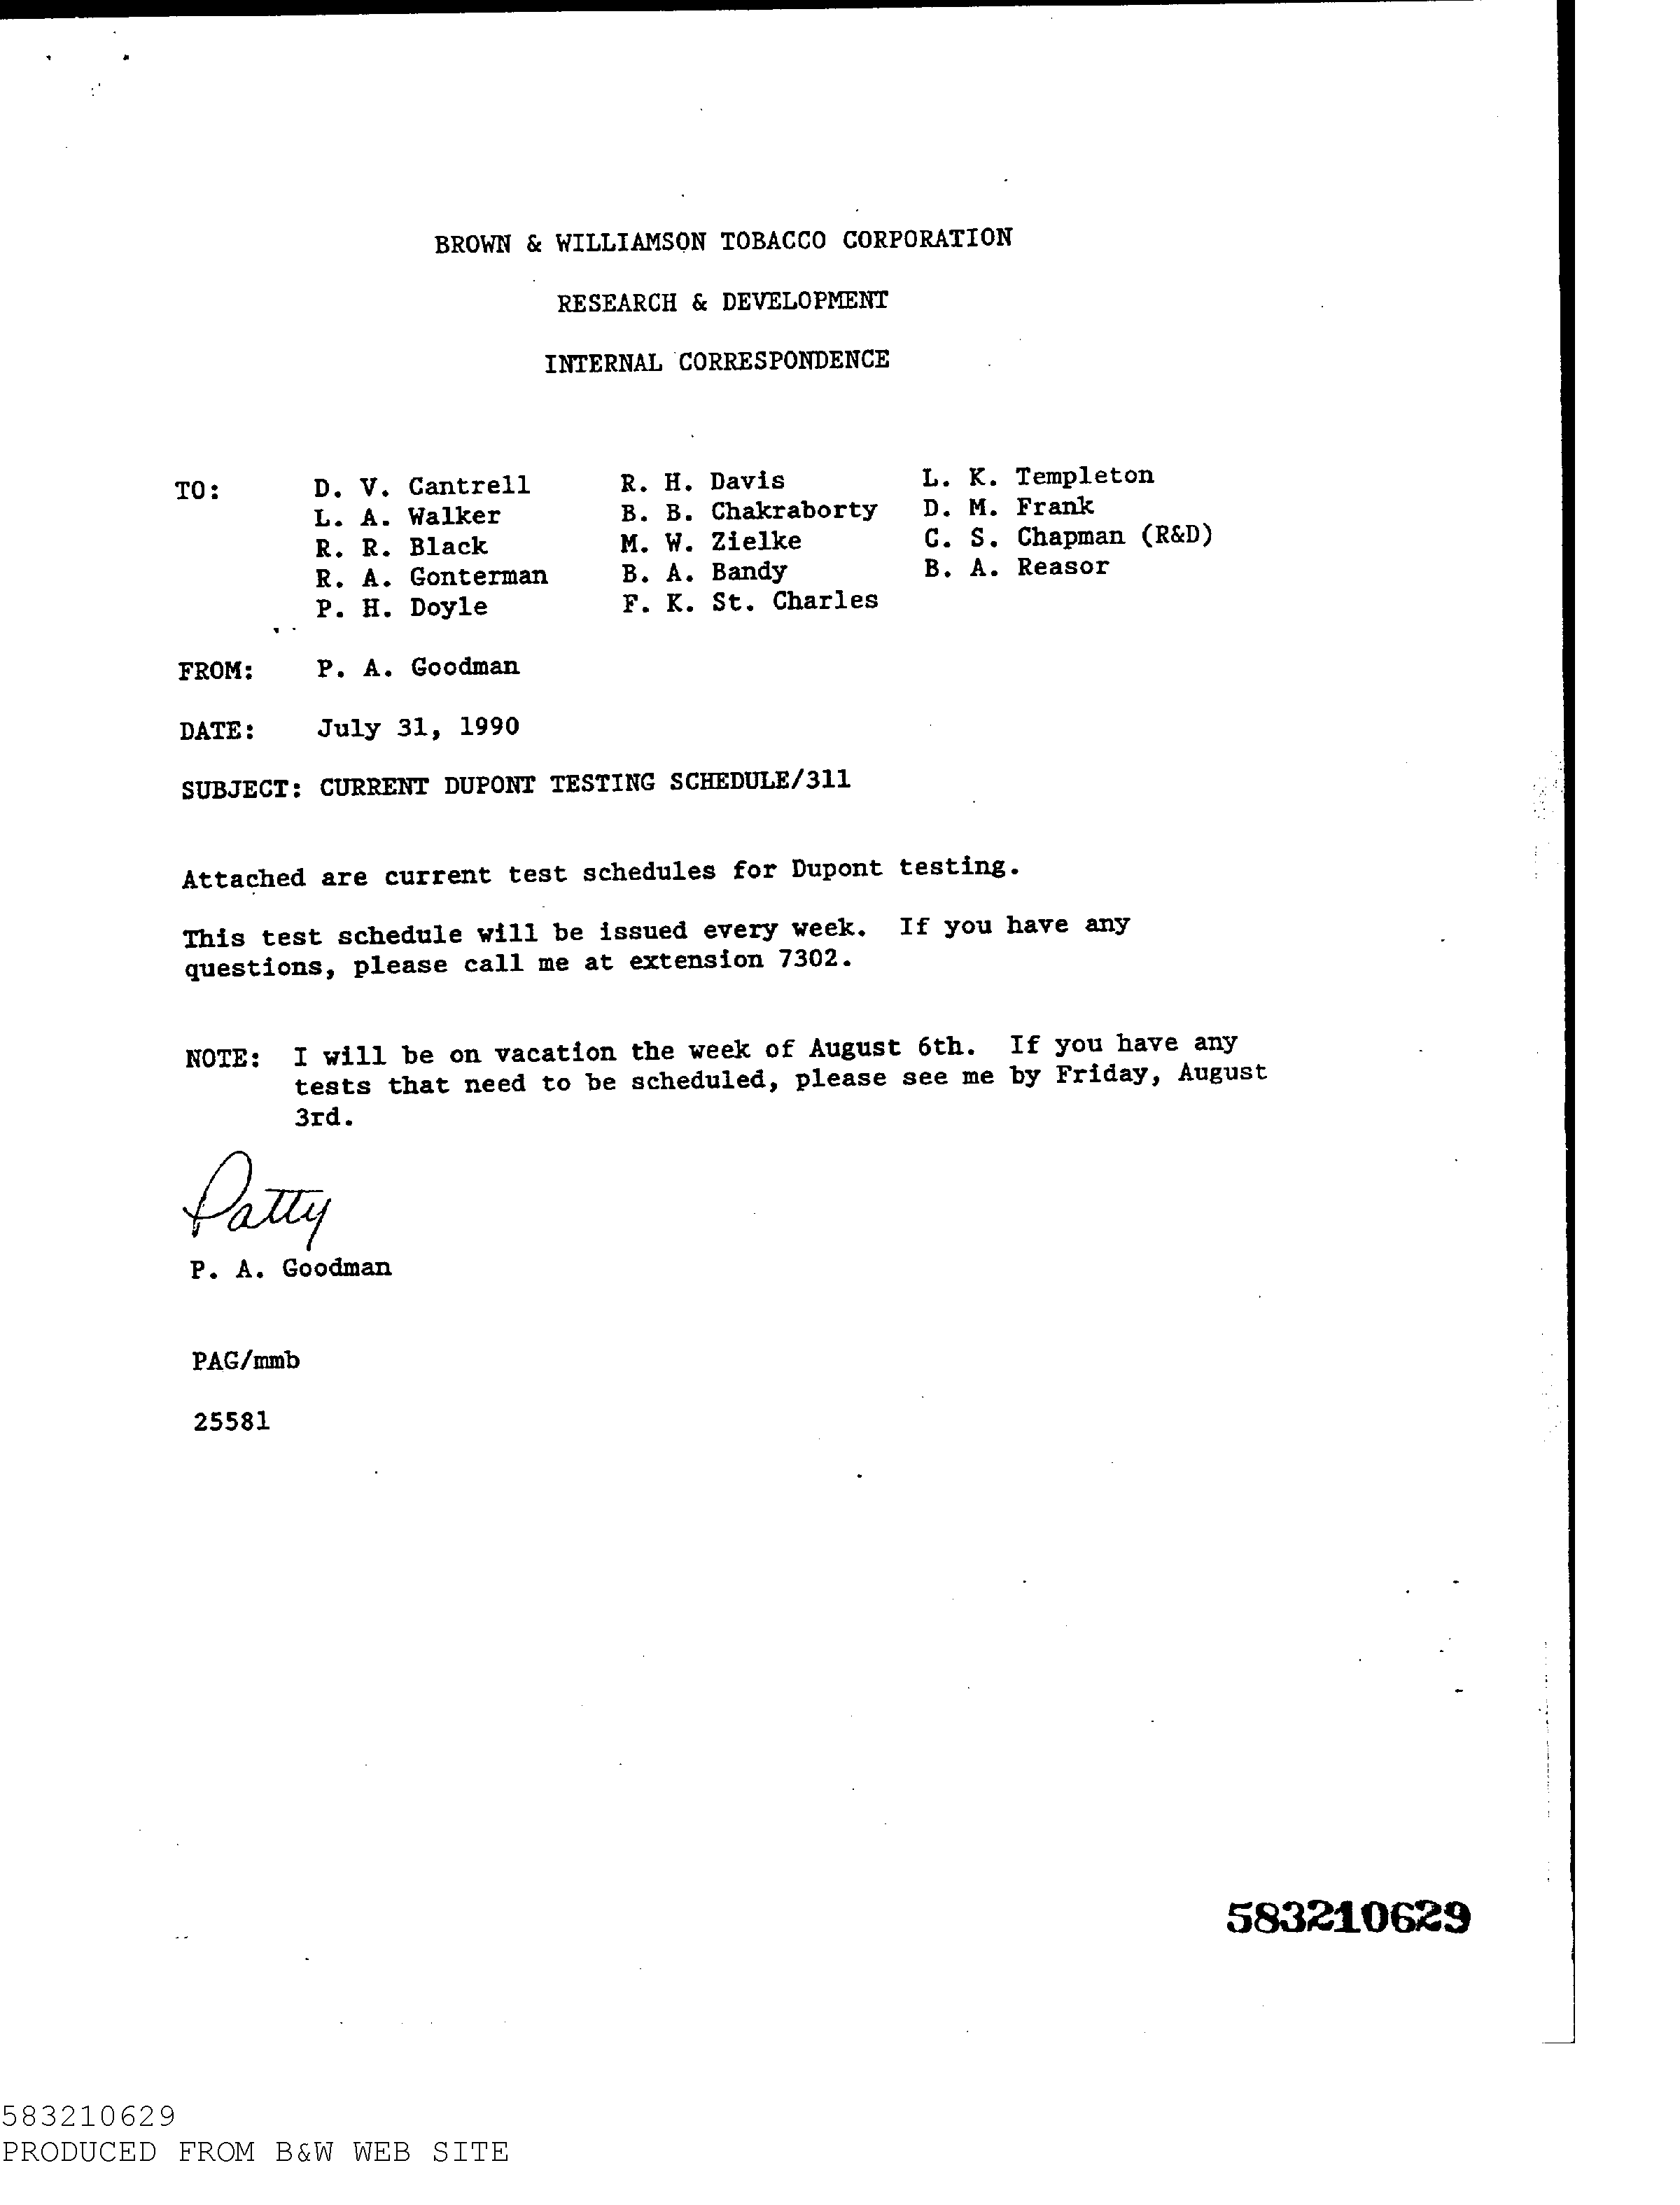 BROWN & WILLIAMSON TOBACCO CORPORATION
RESEARCH & DEVELOPMENT
INTERNAL CORRESPONDENCE
TO: D. V. Cantrell R. H. Davis L. K. Templeton
L. A. Walker B. B. Chakraborty D. M. Frank
R. R. Black M. W. Zielke C. S. Chapman (R&D)
R. A. Gonterman B. A. Bandy B. A. Reasor
P. H. Doyle F. K. St. Charles
FROM: P. A. Goodman
DATE: July 31, 1990
SUBJECT: CURRENT DUPONT TESTING SCHEDULE/311
Attached are current test schedules for Dupont testing.
This test schedule will be issued every week. If you have any
questions, please call me at extension 7302.
NOTE: I will be on vacation the week of August 6th. If you have any
tests that need to be scheduled, please see me by Friday, August
3rd.
Patty
P. A. Goodman
PAG/mmb
25581
583210629
583210629
PRODUCED FROM B&W WEB SITE